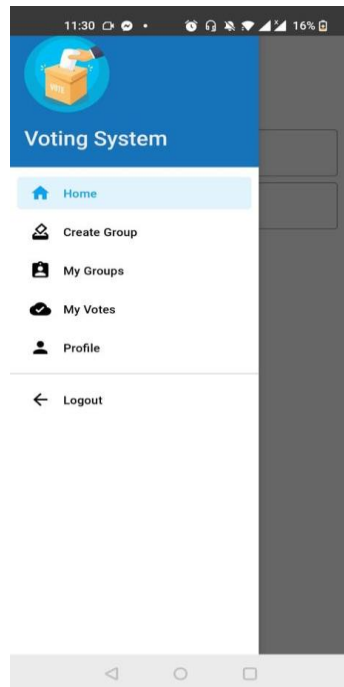 11:30 16%
VOTE
Voting System
Home
Create Group
My Groups
My Votes
Profile
Logout